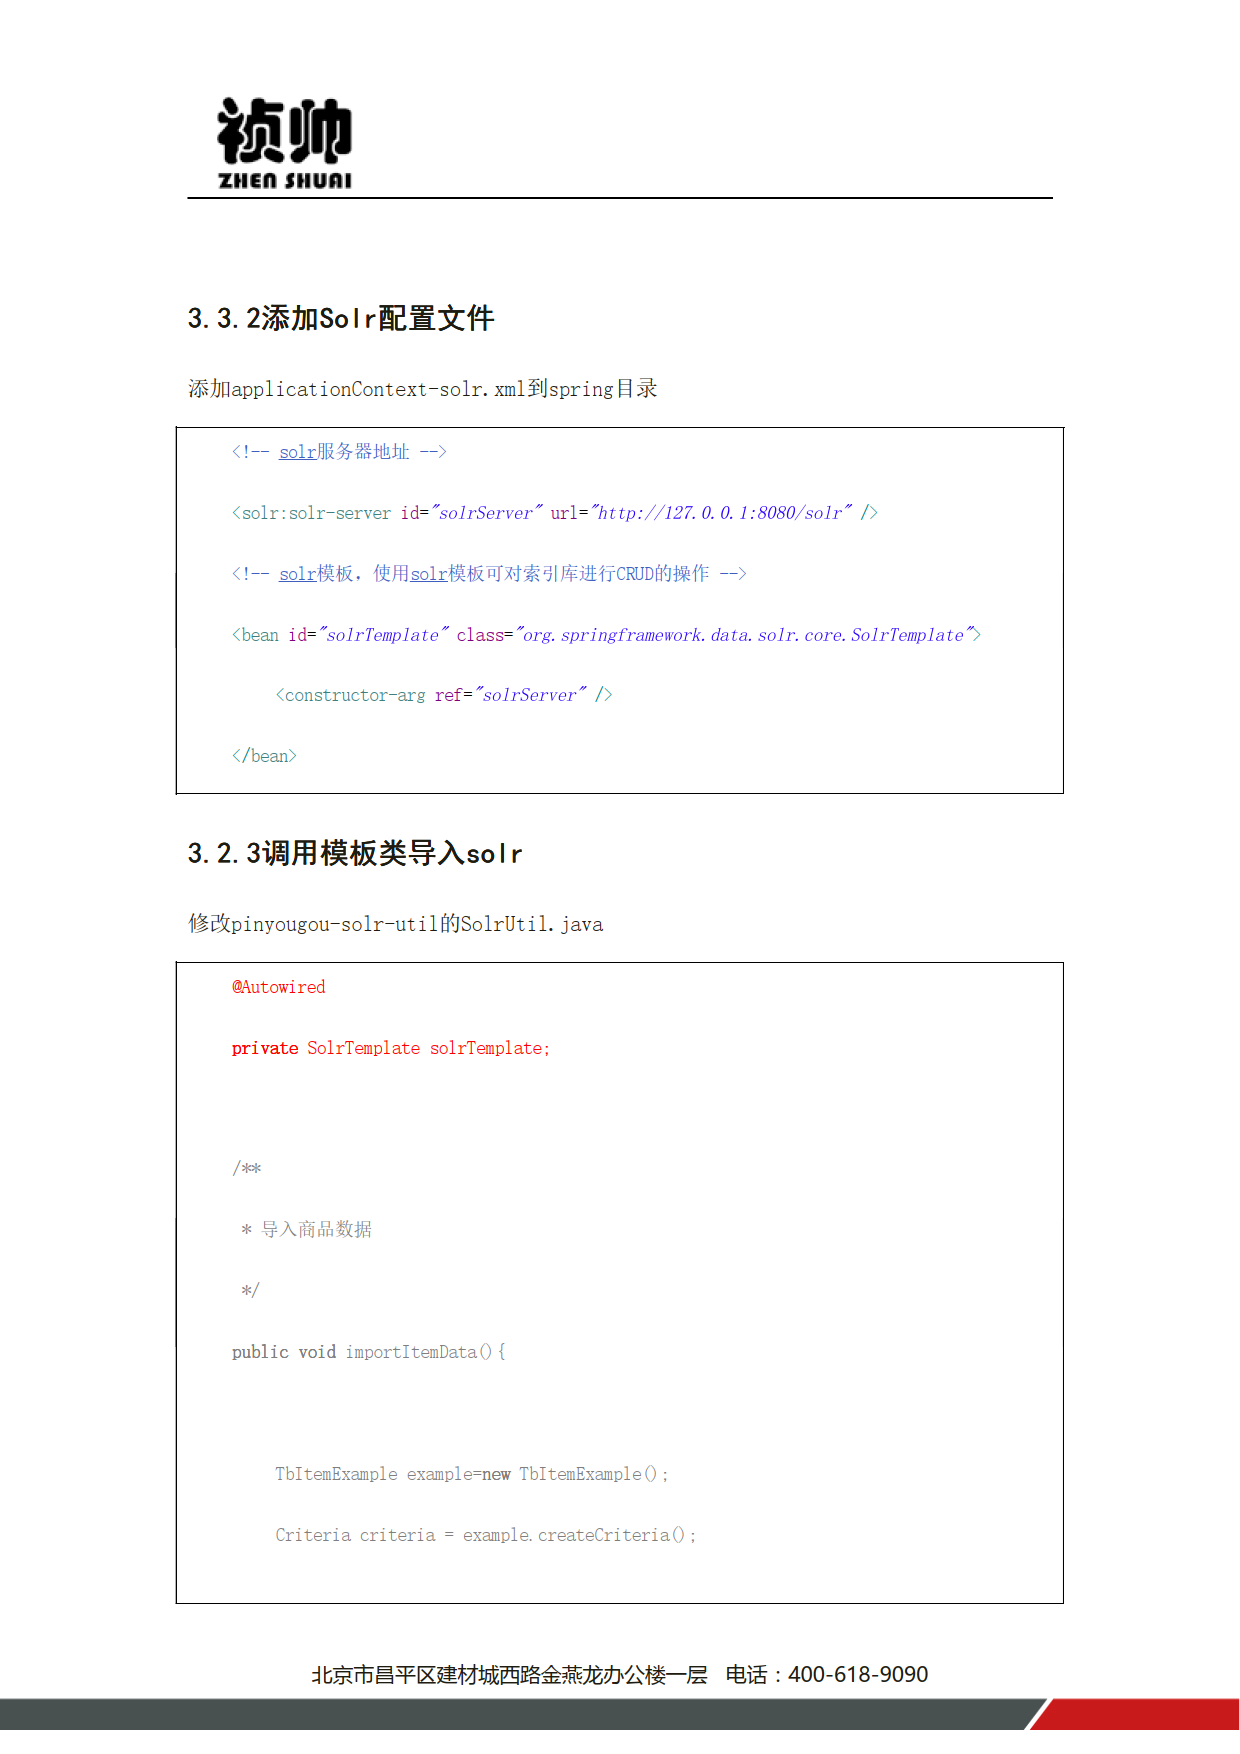 祯帅
ZHEN SHUAI
3.3.2添加Solr配置文件
添加applicationContext-solr.xml到spring目录
<!-- solr服务器地址 -->
<solr:solr-server id="solrServer" url="http://127.0.0.1:8080/solr" />
<!-- solr模板，使用solr模板可对索引库进行CRUD的操作 -->
<bean id="solrTemplate" class="org.springframework.data.solr.core.SolrTemplate">
<constructor-arg ref="solrServer" />
</bean>
3.2.3调用模板类导入solr
修改pinyougou-solr-util的SolrUtil.java
@Autowired
private SolrTemplate solrTemplate;
/**
* 导入商品数据
*/
public void importItemData(){
TbItemExample example=new TbItemExample();
Criteria criteria = example.createCriteria();
北京市昌平区建材城西路金燕龙办公楼一层 电话：400-618-9090